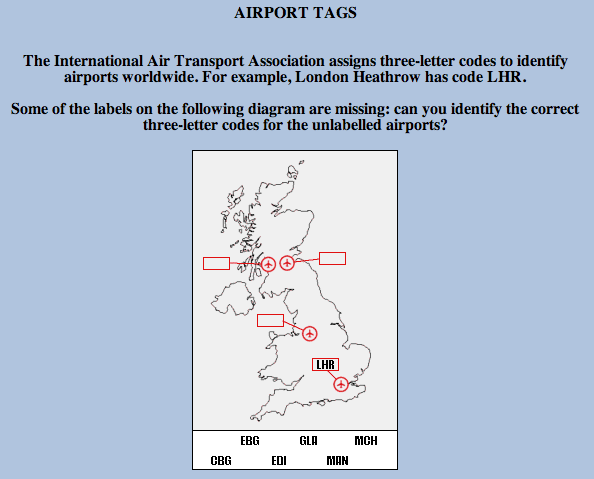 AIRPORT TAGS
The International Air Transport Association assigns three-letter codes to identify
airports worldwide. For example, London Heathrow has code LHR.
Some of the labels on the following diagram are missing: can you identify the correct
three-letter codes for the unlabelled airports?
LHR
EBG GLA MCH
CBG EDI MAN